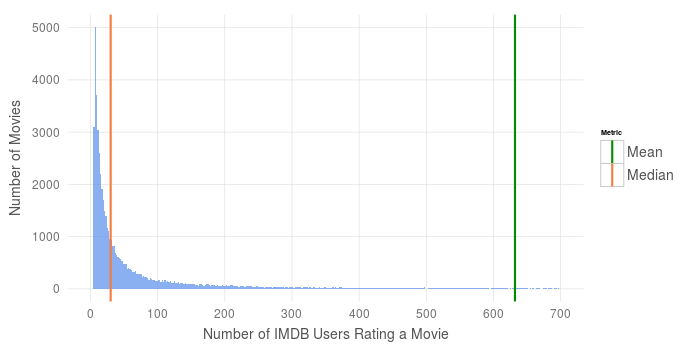 5000
4000
3000
2000
1000
0
Number of Movies
0 100 200 300 400 500 600 700
Number of IMDB Users Rating a Movie
Metric
Mean
Median